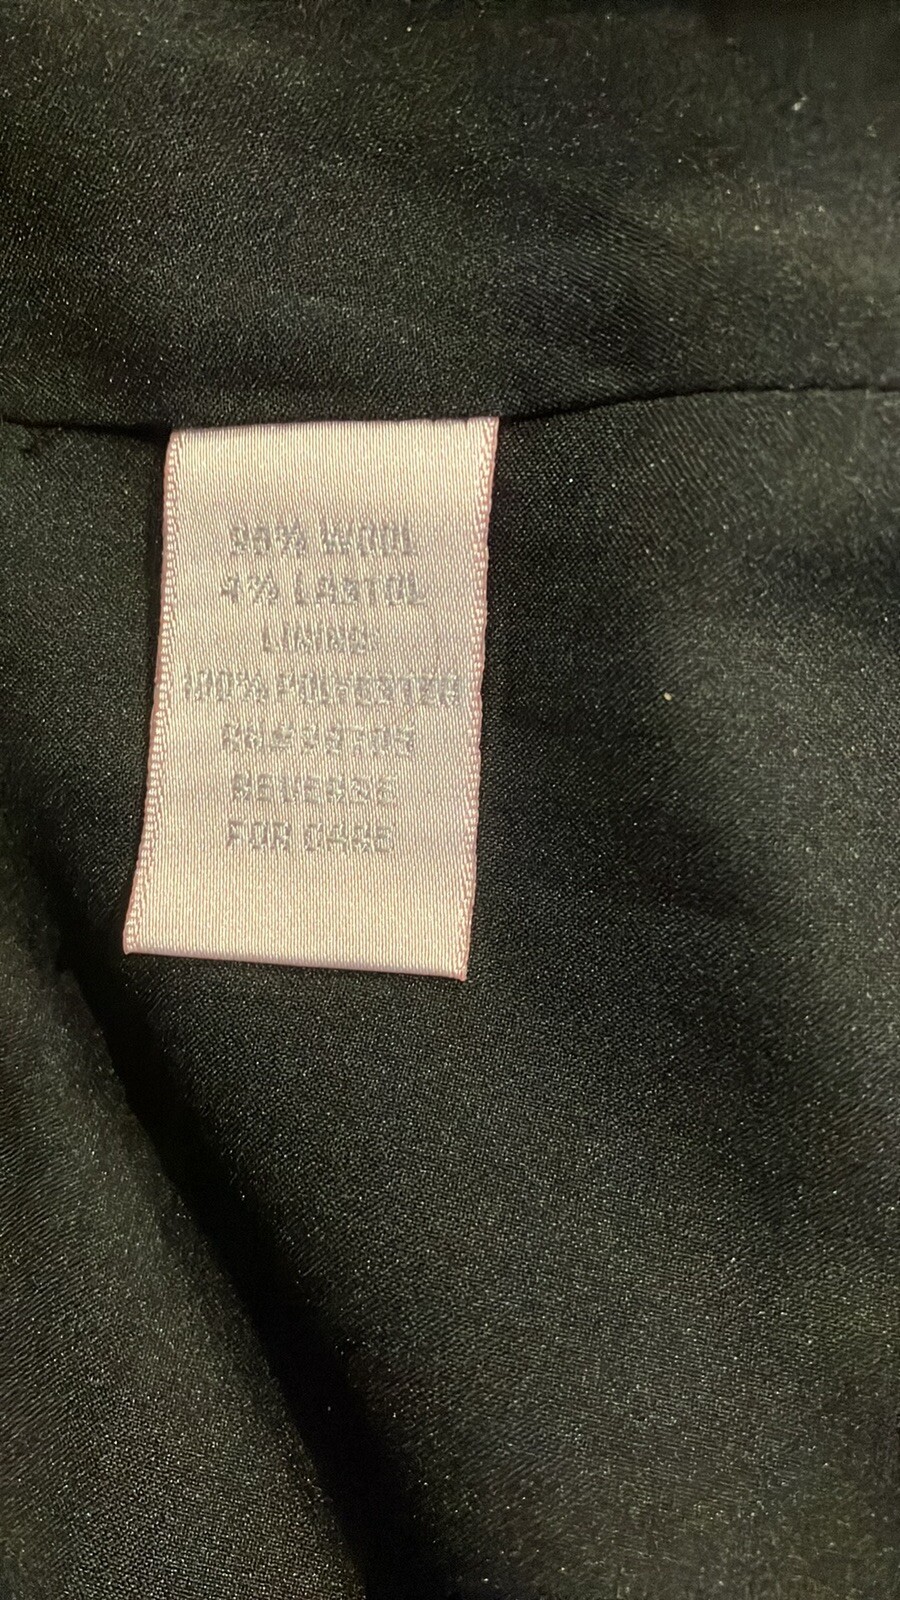 96% WOOL
4% LASTOL
LINING
100% POLYESTER
REVERSE
FOR CARE